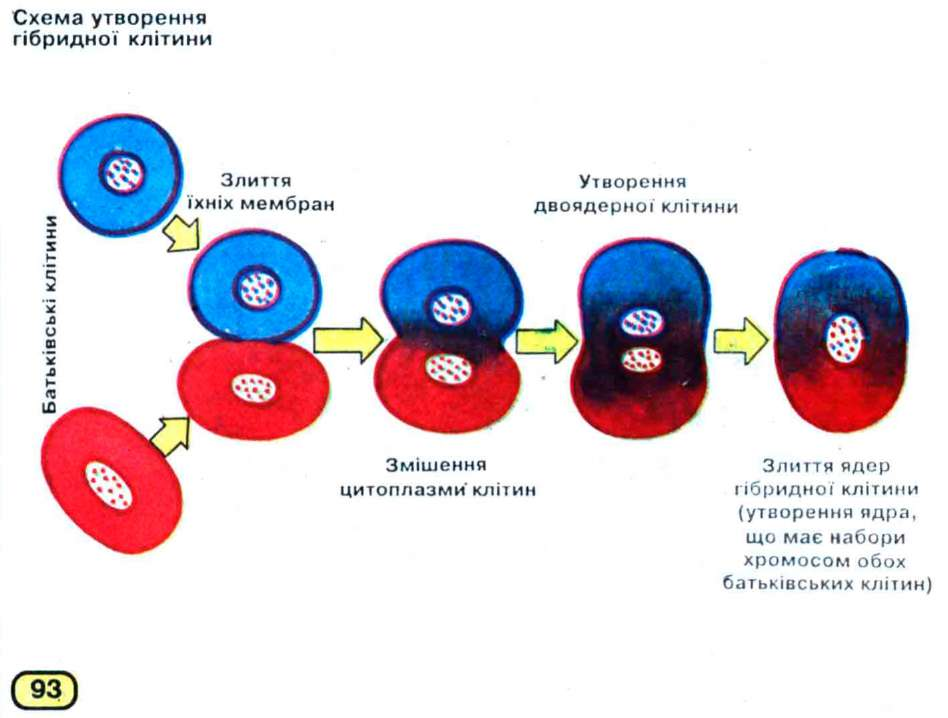 Схема утворення
гібридної клітини
Батьківські клітини
Злиття
їхніх мембран
Змішення
цитоплазми клітин
Утворення
двоядерної клітини
Злиття ядер
гібридної клітини
(утворення ядра,
що має набори
хромосом обох
батьківських клітин)
93